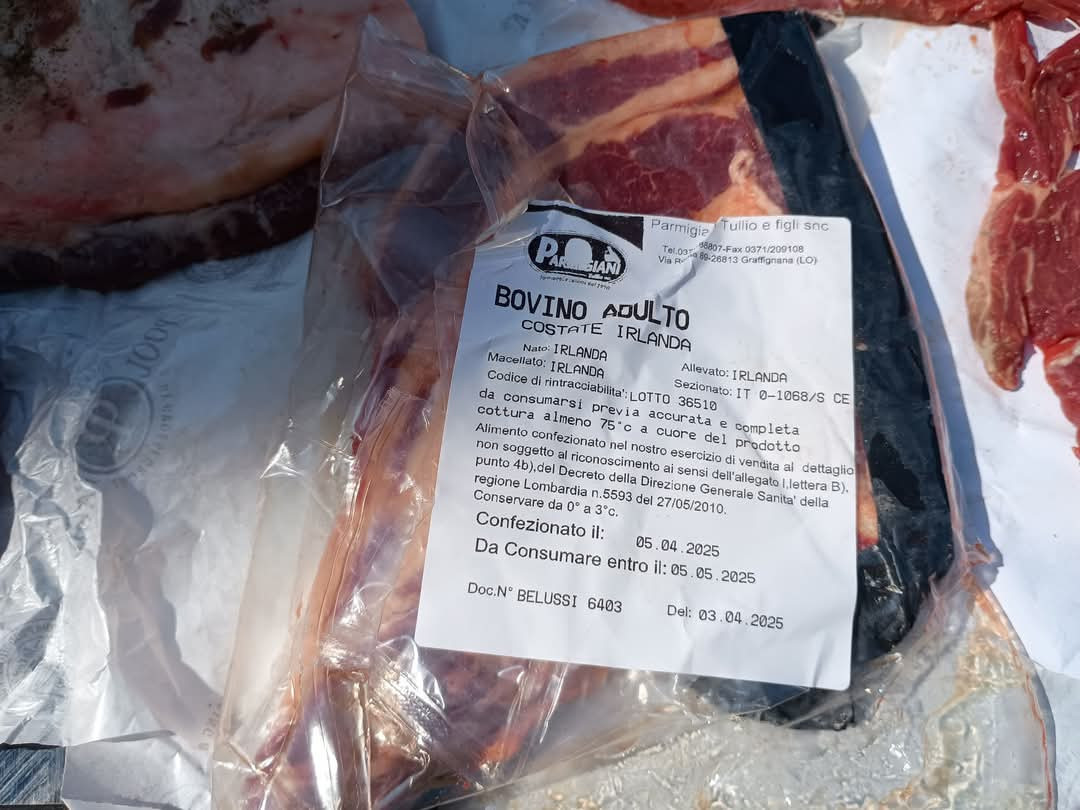 Parmigia Tullio e figli snc
Fax 0371/209108
26813 Graffignana (LO)
PARMIGIANI
Tullio snc
BOVINO ADULTO
COSTATE IRLANDA
Nato: IRLANDA
Allevato: IRLANDA
Macellato: IRLANDA
Sezionato: IT 0-1068/S CE
Codice di rintracciabilita': LOTTO 36510
da consumarsi previa accurata e completa
cottura almeno 75°c a cuore del prodotto
Alimento confezionato nel nostro esercizio di vendita al dettaglio
non soggetto al riconoscimento ai sensi dell'allegato I,lettera B),
punto 4b),del Decreto della Direzione Generale Sanita' della
regione Lombardia n.5593 del 27/05/2010.
Conservare da 0° a 3°c.
Confezionato il: 05.04.2025
Da Consumare entro il: 05.05.2025
Doc.N° BELUSSI 6403 Del: 03.04.2025